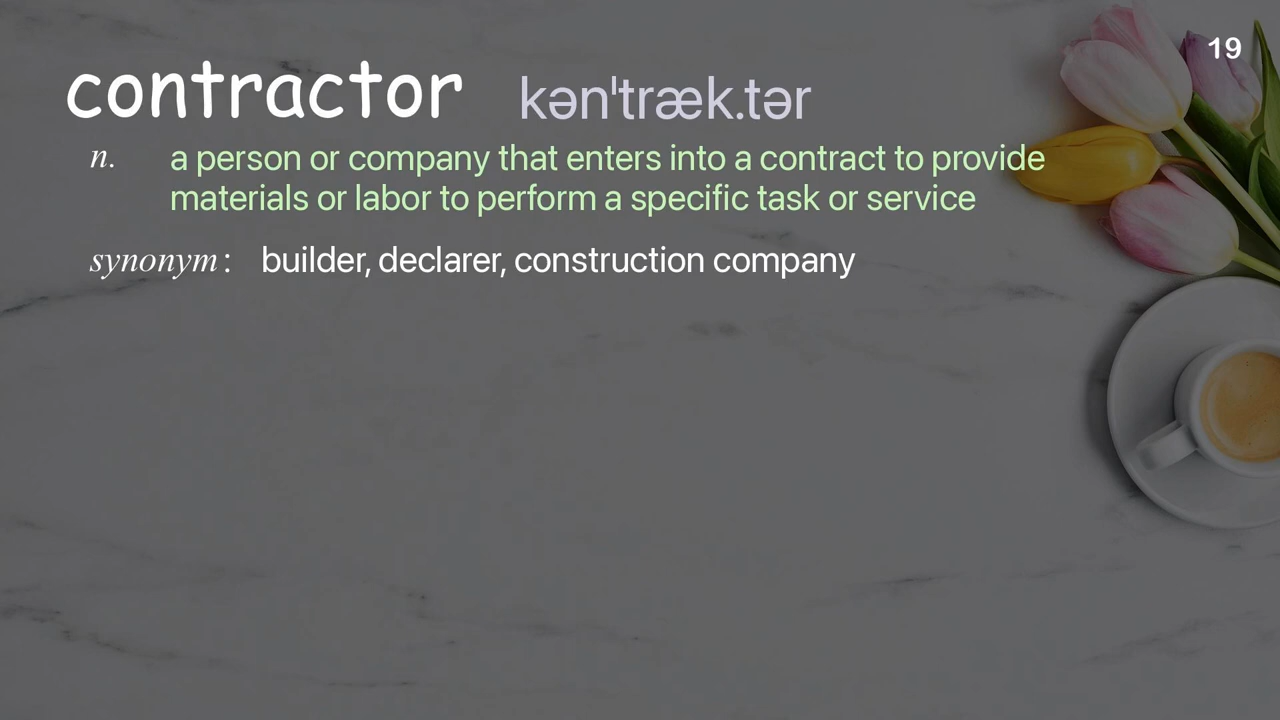 19
contractor kən'træk.tər
n. a person or company that enters into a contract to provide
materials or labor to perform a specific task or service
synonym : builder, declarer, construction company